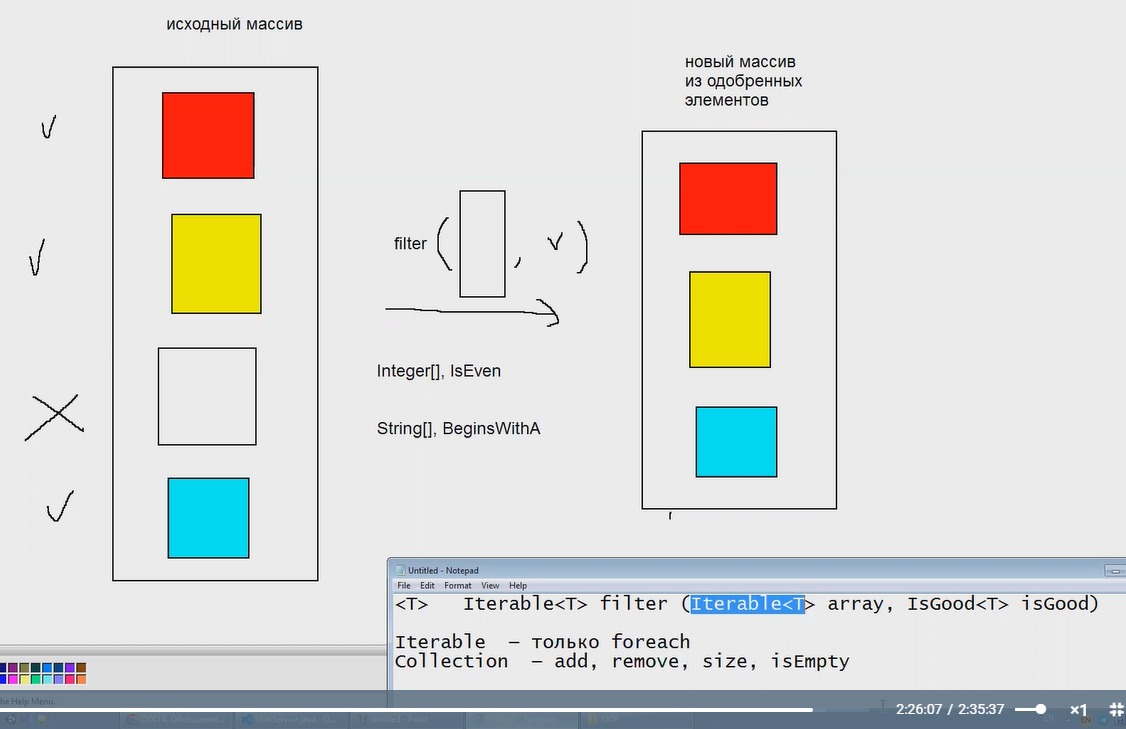 исходный массив
новый массив
из одобренных
элементов
filter ( , v )
Integer[], IsEven
String[], BeginsWithA
Untitled - Notepad
File Edit Format View Help
<T> Iterable<T> filter (Iterable<T> array, IsGood<T> isGood)
Iterable – только foreach
Collection – add, remove, size, isEmpty
he Help Menu.
2:26:07 / 2:35:37 ×1